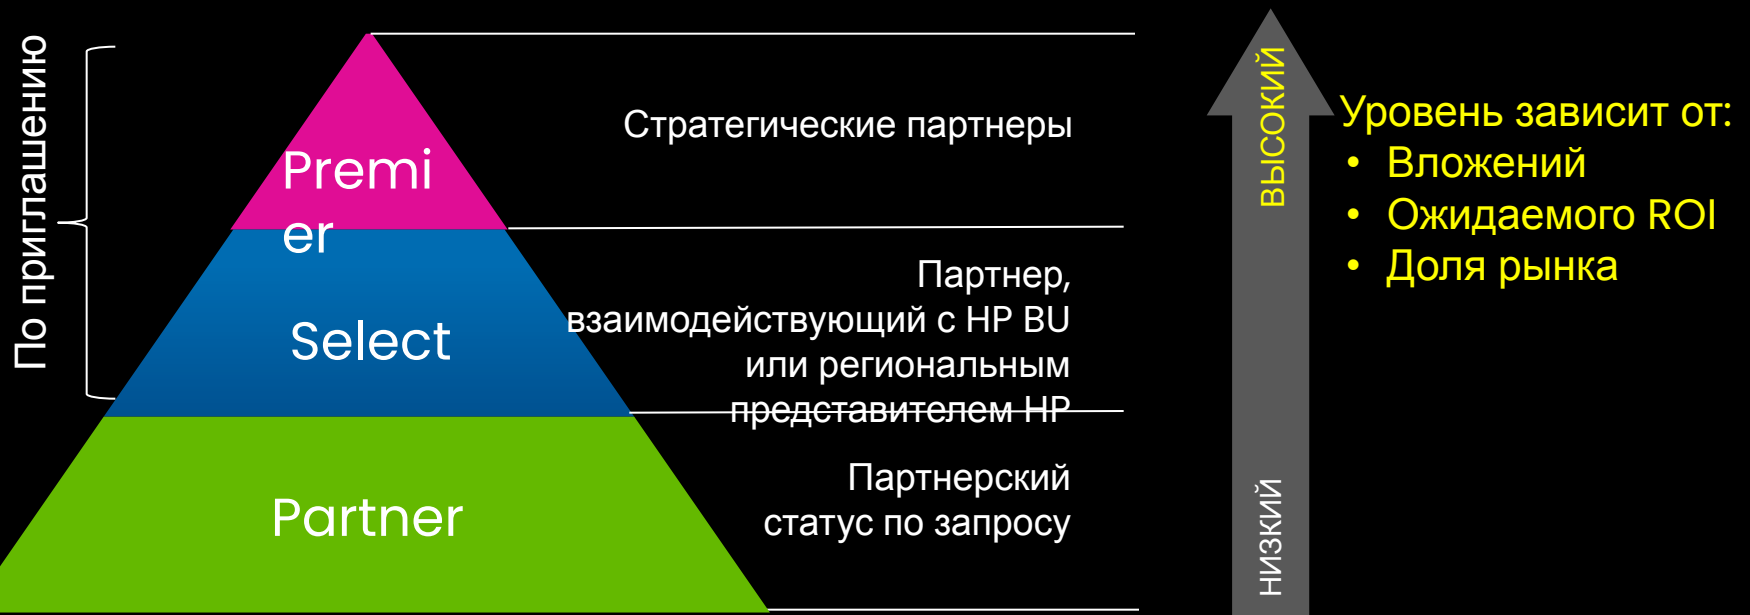 По приглашению
Premi
er
Select
Partner
Стратегические партнеры
Партнер,
взаимодействующий с HP BU
или региональным
представителем HP
Партнерский
статус по запросу
ВЫСОКИЙ
НИЗКИЙ
Уровень зависит от:
• Вложений
• Ожидаемого ROI
• Доля рынка